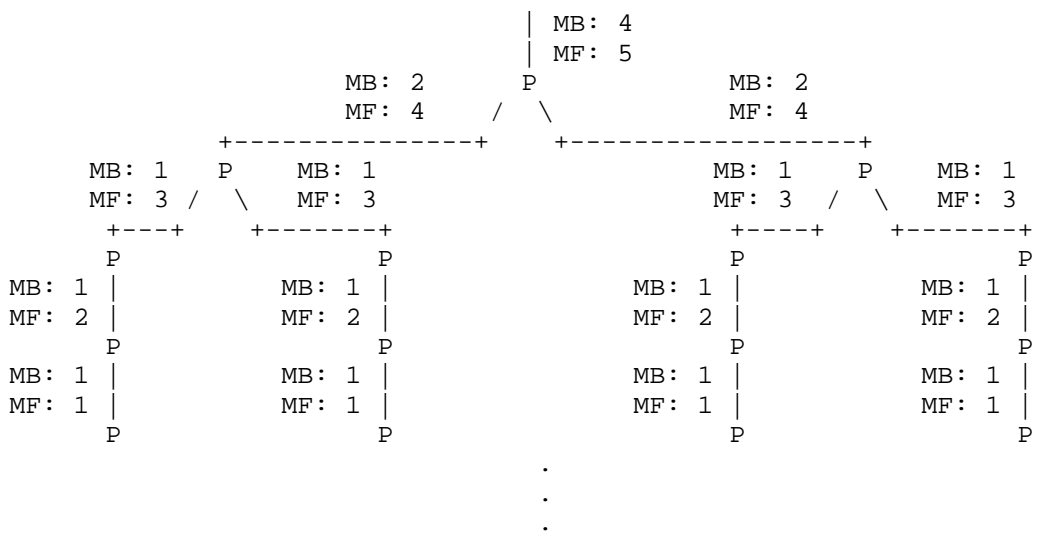 | MB: 4
| MF: 5
MB: 2 P MB: 2
MF: 4 / \ MF: 4
+---------------+ +------------------+
MB: 1 P MB: 1 MB: 1 P MB: 1
MF: 3 / \ MF: 3 MF: 3 / \ MF: 3
+---+ +-------+ +----+ +-------+
P P P P
MB: 1 | MB: 1 | MB: 1 | MB: 1 |
MF: 2 | MF: 2 | MF: 2 | MF: 2 |
P P P P
MB: 1 | MB: 1 | MB: 1 | MB: 1 |
MF: 1 | MF: 1 | MF: 1 | MF: 1 |
P P P P
.
.
.